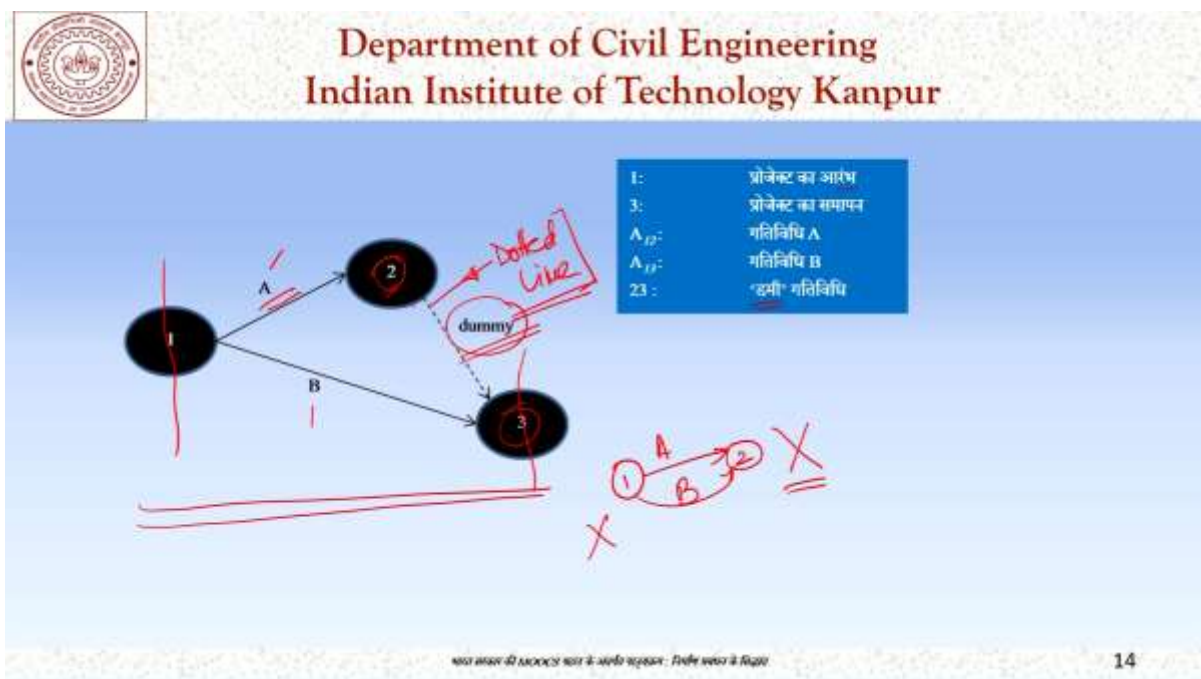 Department of Civil Engineering
Indian Institute of Technology Kanpur
1: प्रोजेक्ट का आरंभ
3: प्रोजेक्ट का समापन
A12: गतिविधि A
A13: गतिविधि B
23 : "डमी" गतिविधि
Dotted
Line
2
A
dummy
1
B
3
A
1 2 X
B
X
14